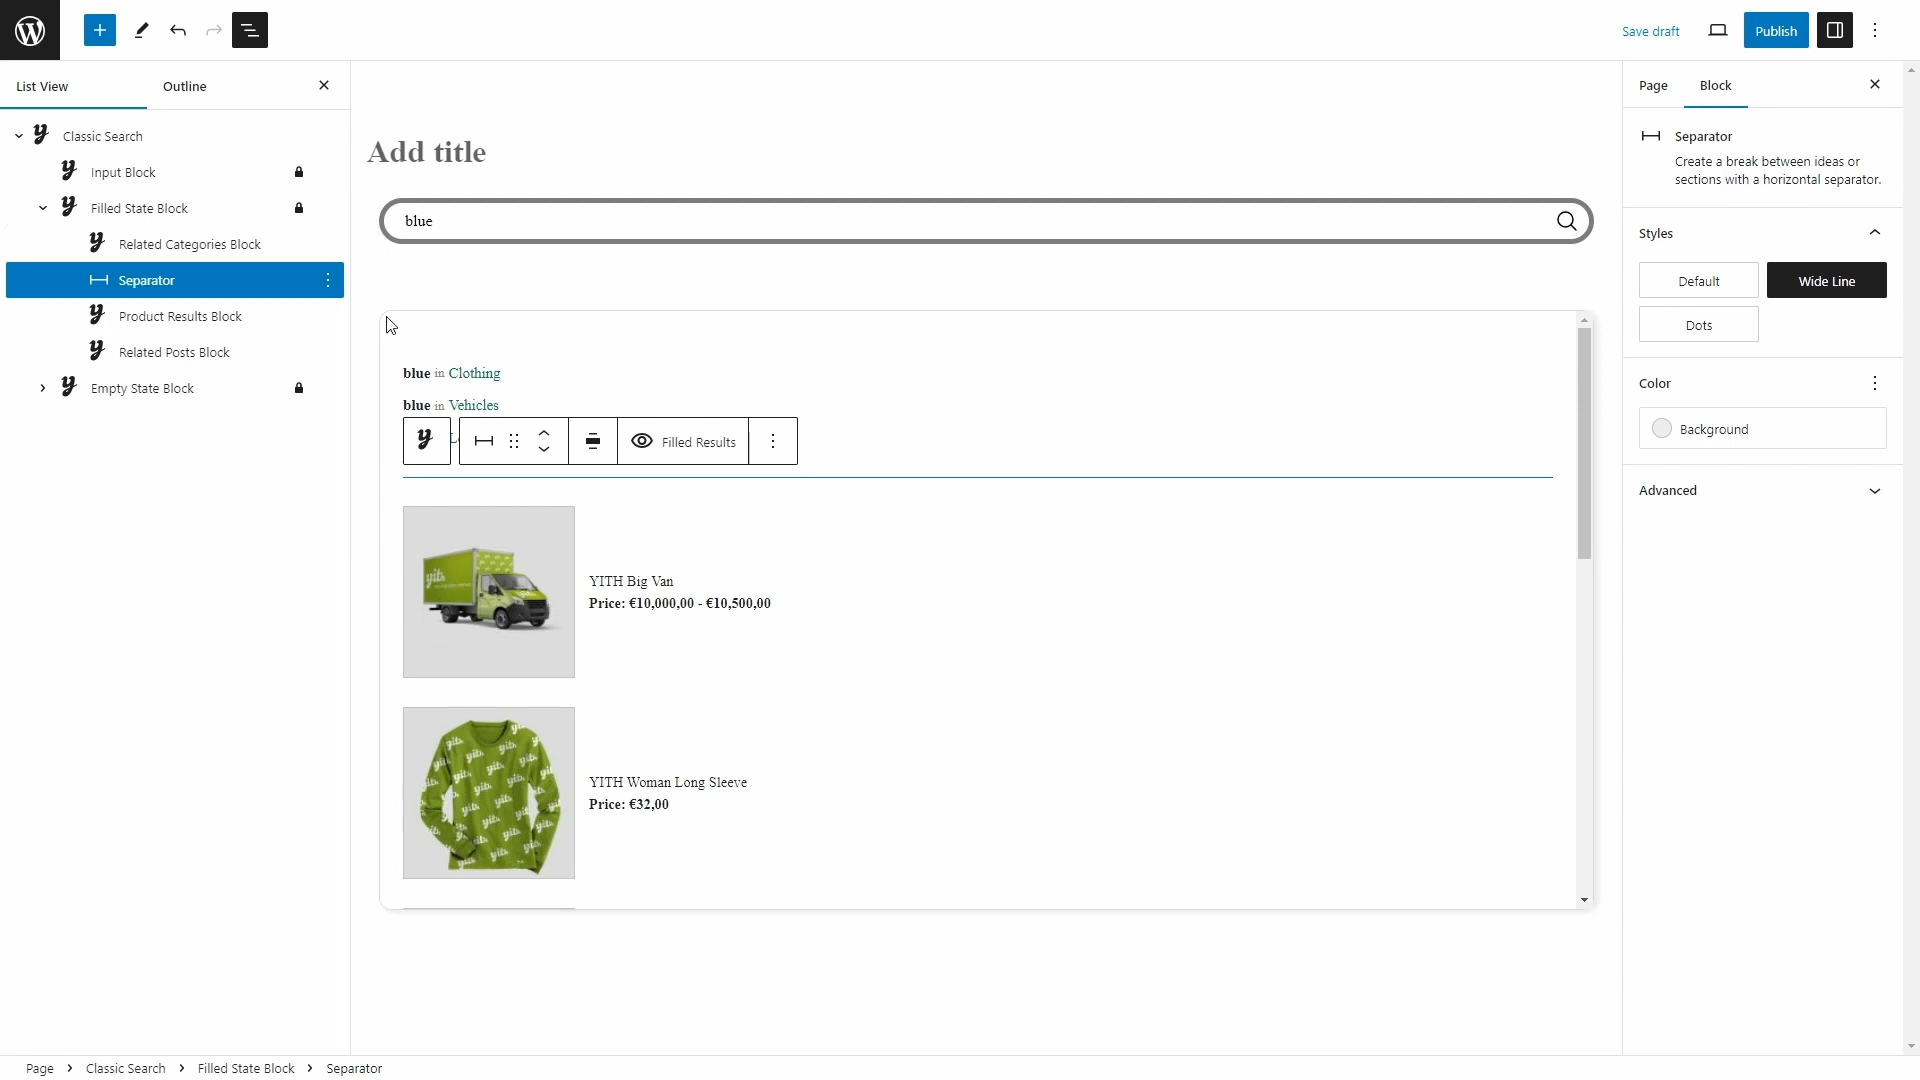 Save draft
Publish
List View
Outline
Classic Search
Input Block
Filled State Block
Related Categories Block
Separator
Product Results Block
Related Posts Block
Empty State Block
Add title
blue
blue in Clothing
blue in Vehicles
Filled Results
yith
YITH Big Van
Price: €10,000,00 - €10,500,00
YITH Woman Long Sleeve
Price: €32,00
Page
Block
Separator
Create a break between ideas or
sections with a horizontal separator.
Styles
Default
Wide Line
Dots
Color
Background
Advanced
Page > Classic Search > Filled State Block > Separator